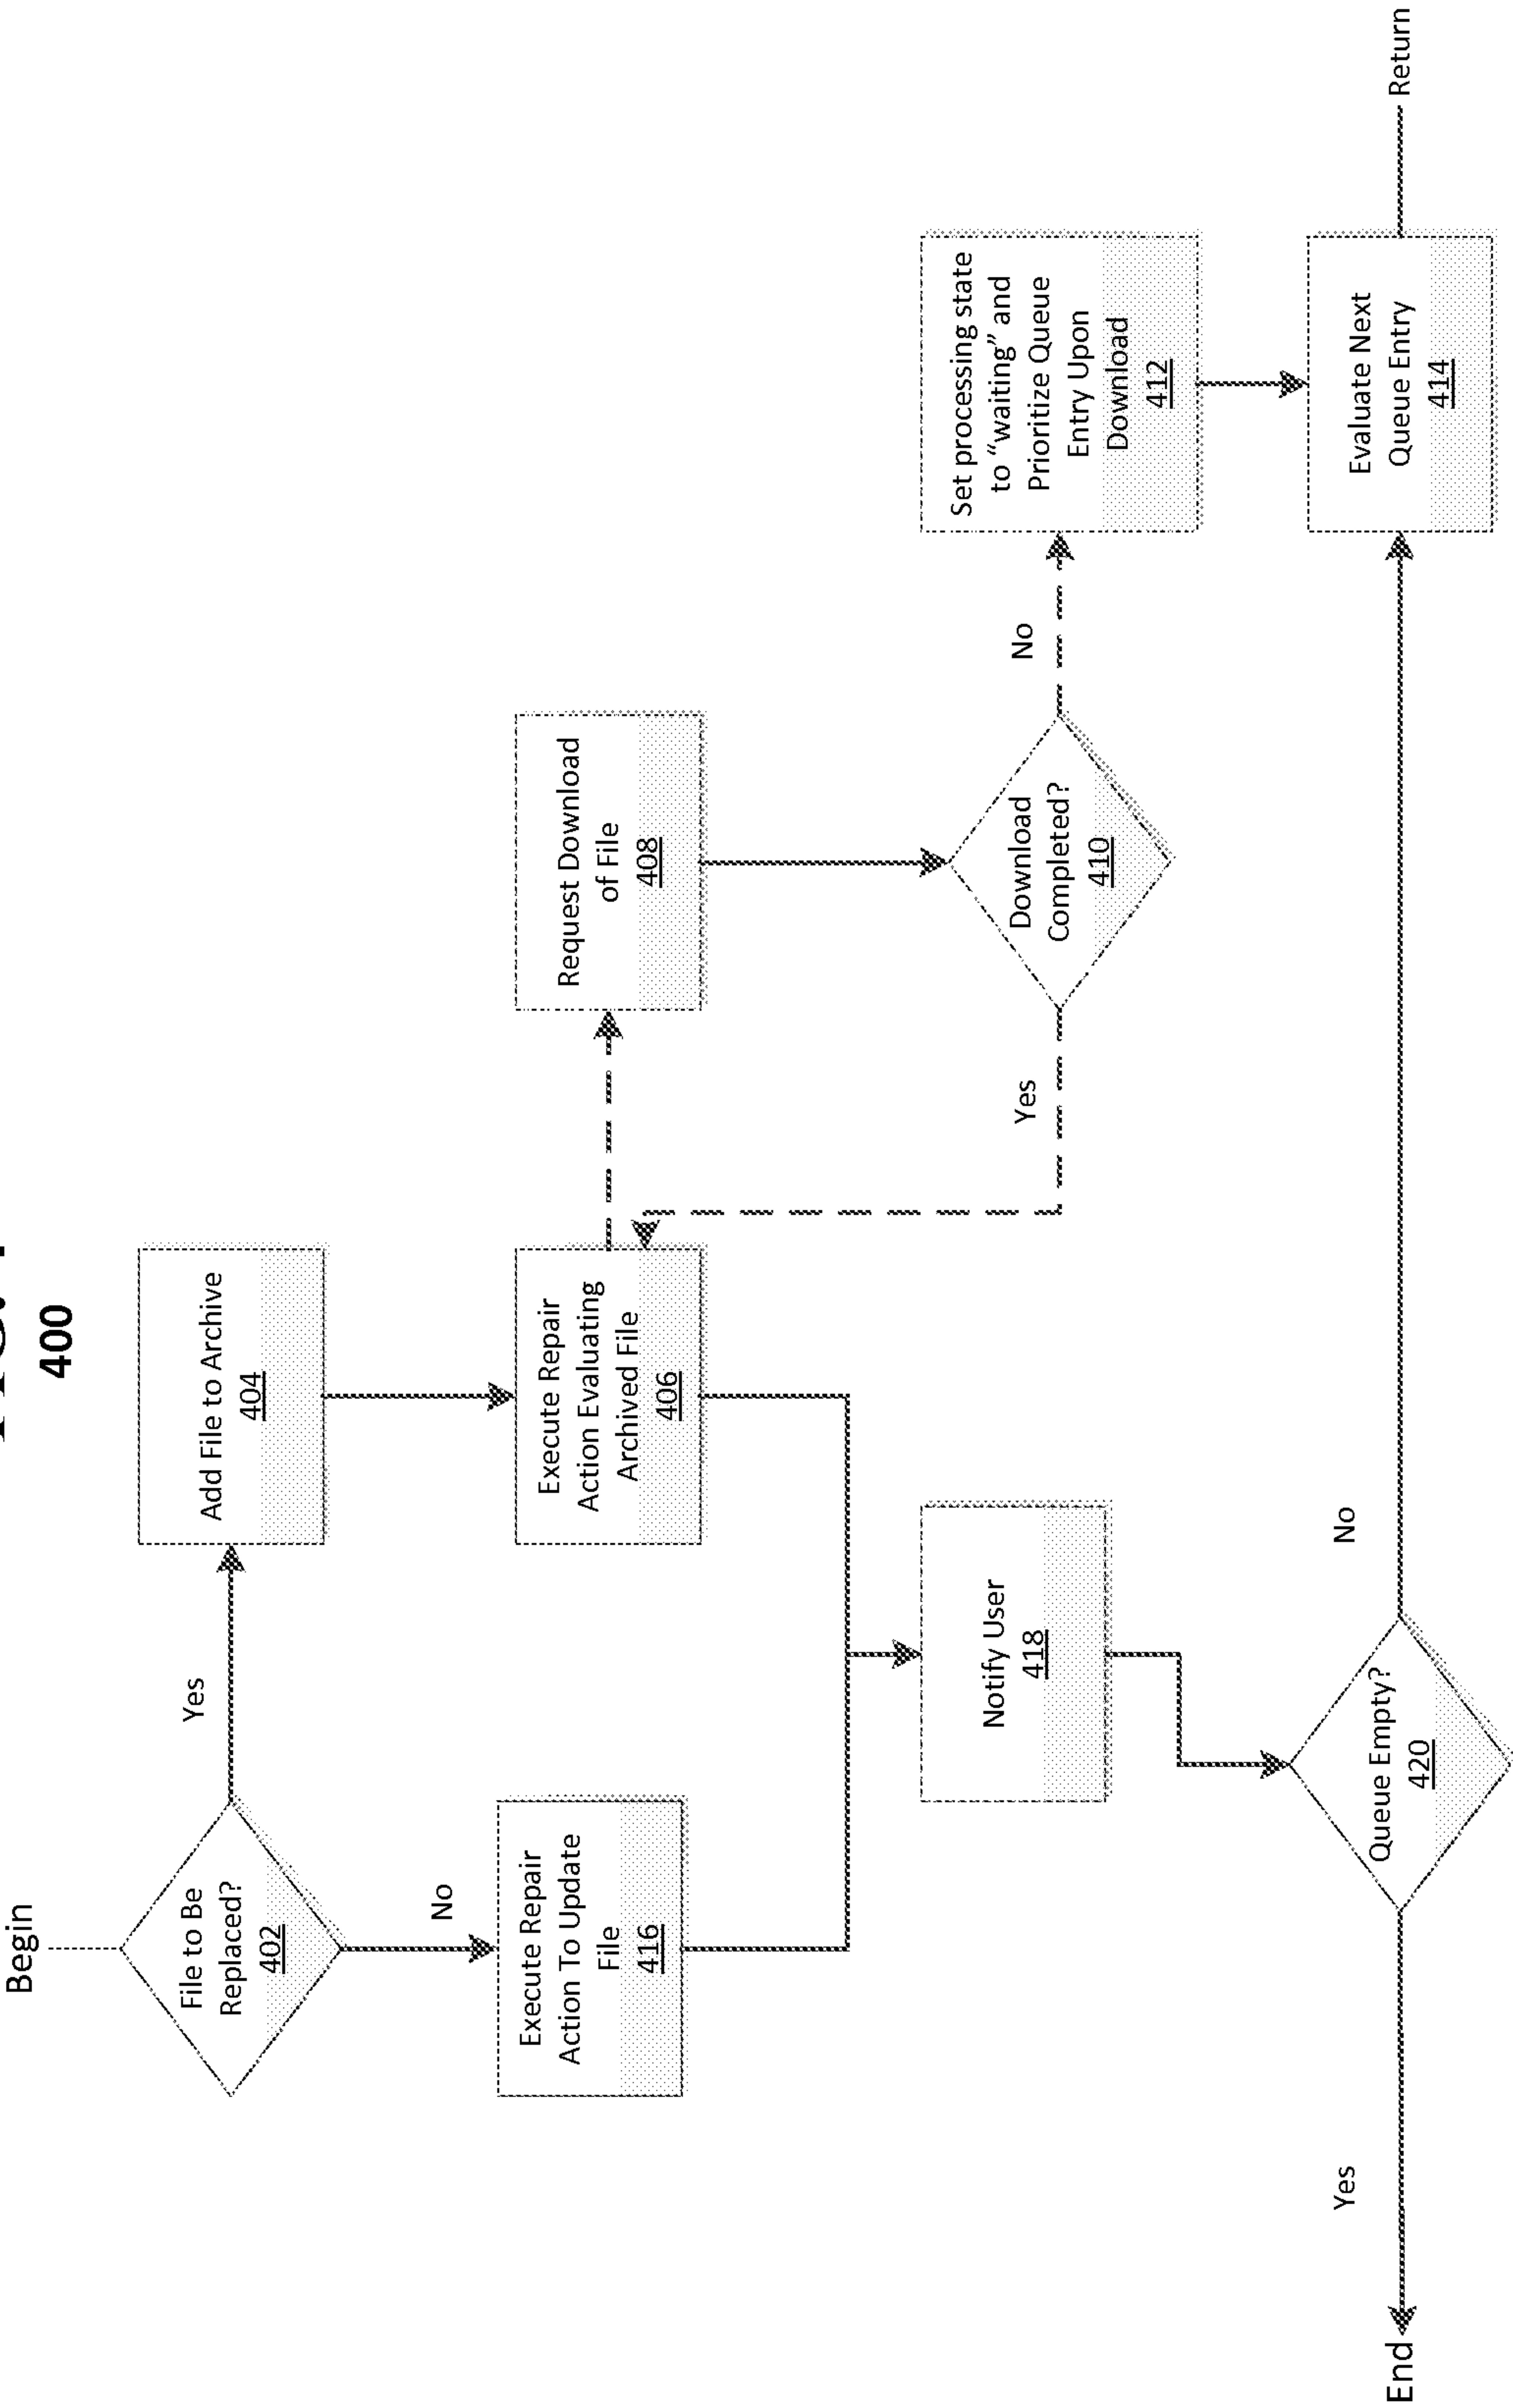 400
Begin
File to Be
Replaced?
402
Yes
Add File to Archive
404
No
Execute Repair
Action To Update
File
416
Execute Repair
Action Evaluating
Archived File
406
Request Download
of File
408
Notify User
418
Yes
Download
Completed?
410
No
Set processing state
to “waiting” and
Prioritize Queue
Entry Upon
Download
412
End
Yes
Queue Empty?
420
No
Evaluate Next
Queue Entry
414
Return